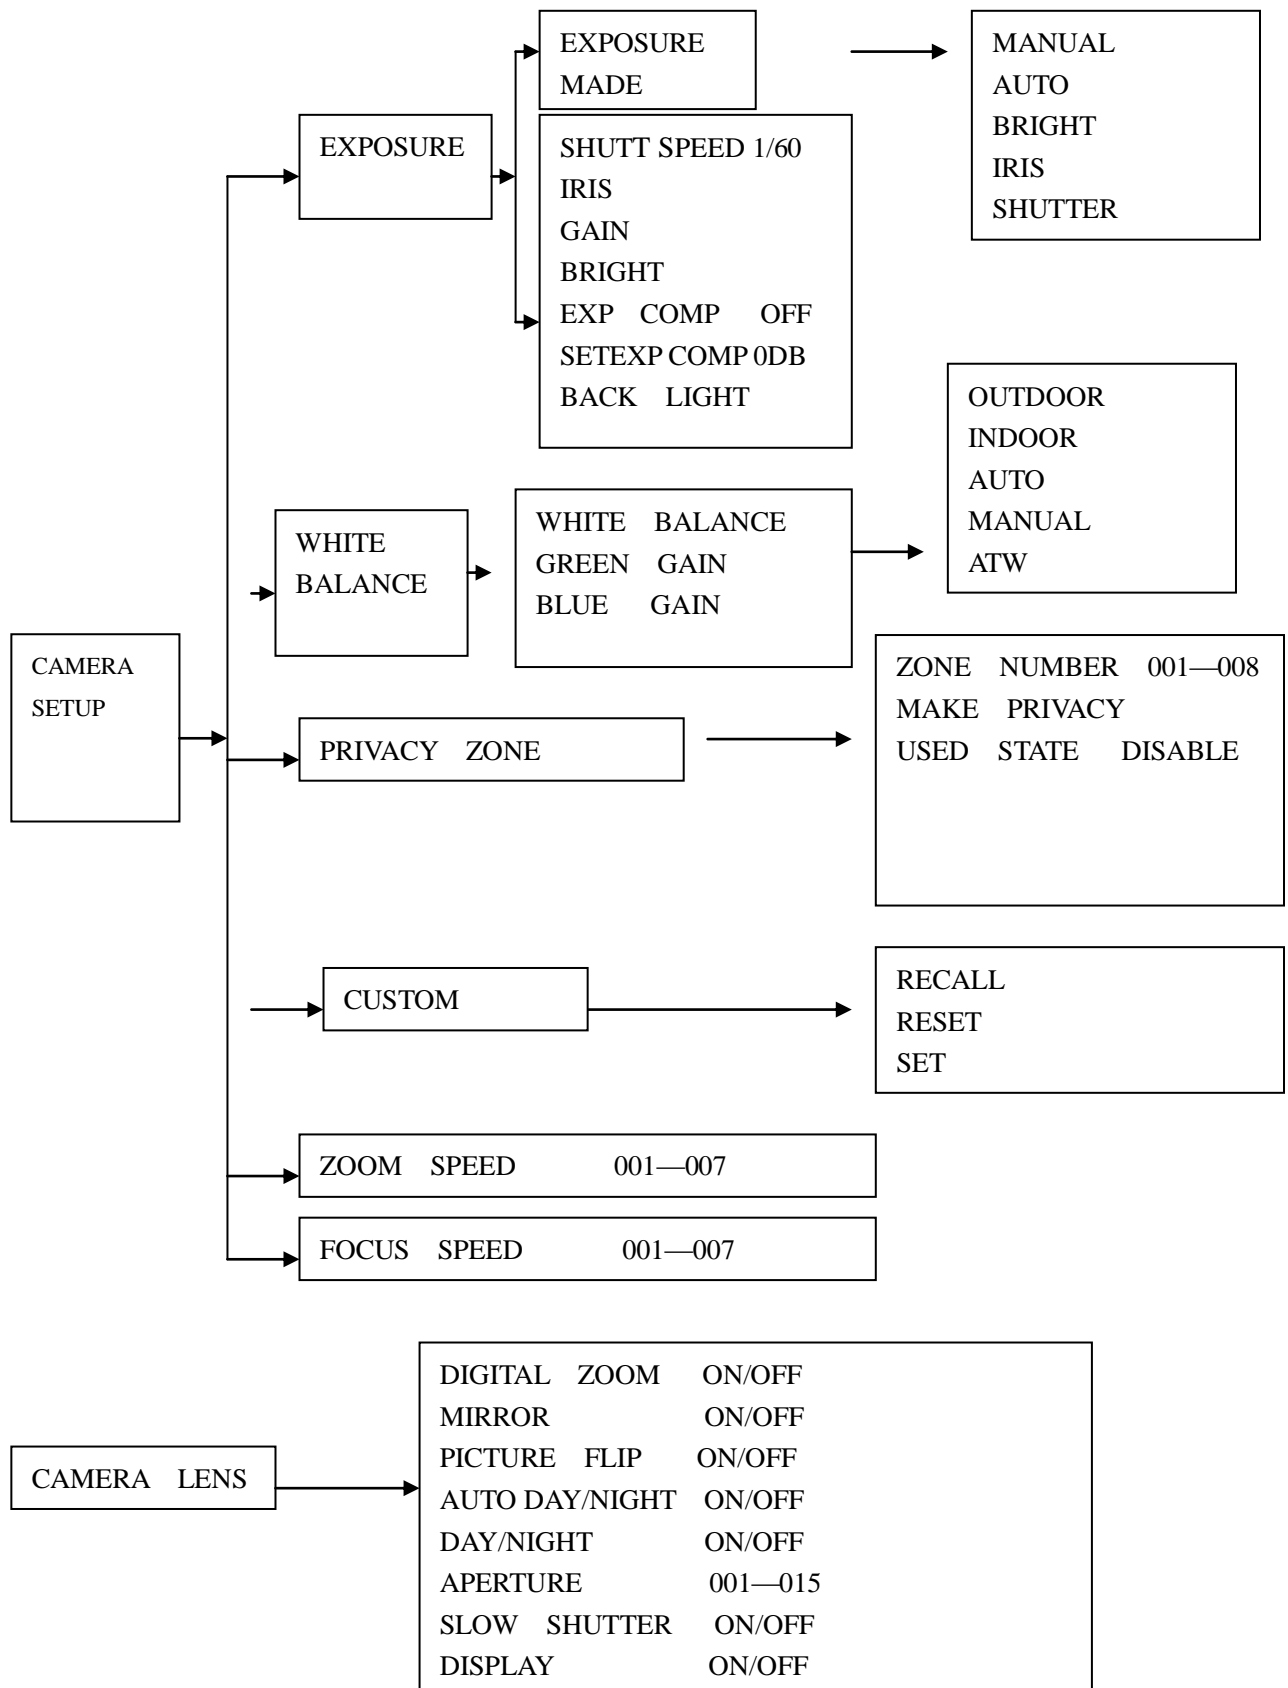 EXPOSURE
MADE
MANUAL
AUTO
BRIGHT
IRIS
SHUTTER
EXPOSURE
SHUTT SPEED 1/60
IRIS
GAIN
BRIGHT
EXP COMP OFF
SETEXP COMP 0DB
BACK LIGHT
OUTDOOR
INDOOR
AUTO
MANUAL
ATW
WHITE
BALANCE
WHITE BALANCE
GREEN GAIN
BLUE GAIN
CAMERA
SETUP
ZONE NUMBER 001—008
MAKE PRIVACY
USED STATE DISABLE
PRIVACY ZONE
CUSTOM
RECALL
RESET
SET
ZOOM SPEED 001—007
FOCUS SPEED 001—007
CAMERA LENS
DIGITAL ZOOM ON/OFF
MIRROR ON/OFF
PICTURE FLIP ON/OFF
AUTO DAY/NIGHT ON/OFF
DAY/NIGHT ON/OFF
APERTURE 001—015
SLOW SHUTTER ON/OFF
DISPLAY ON/OFF